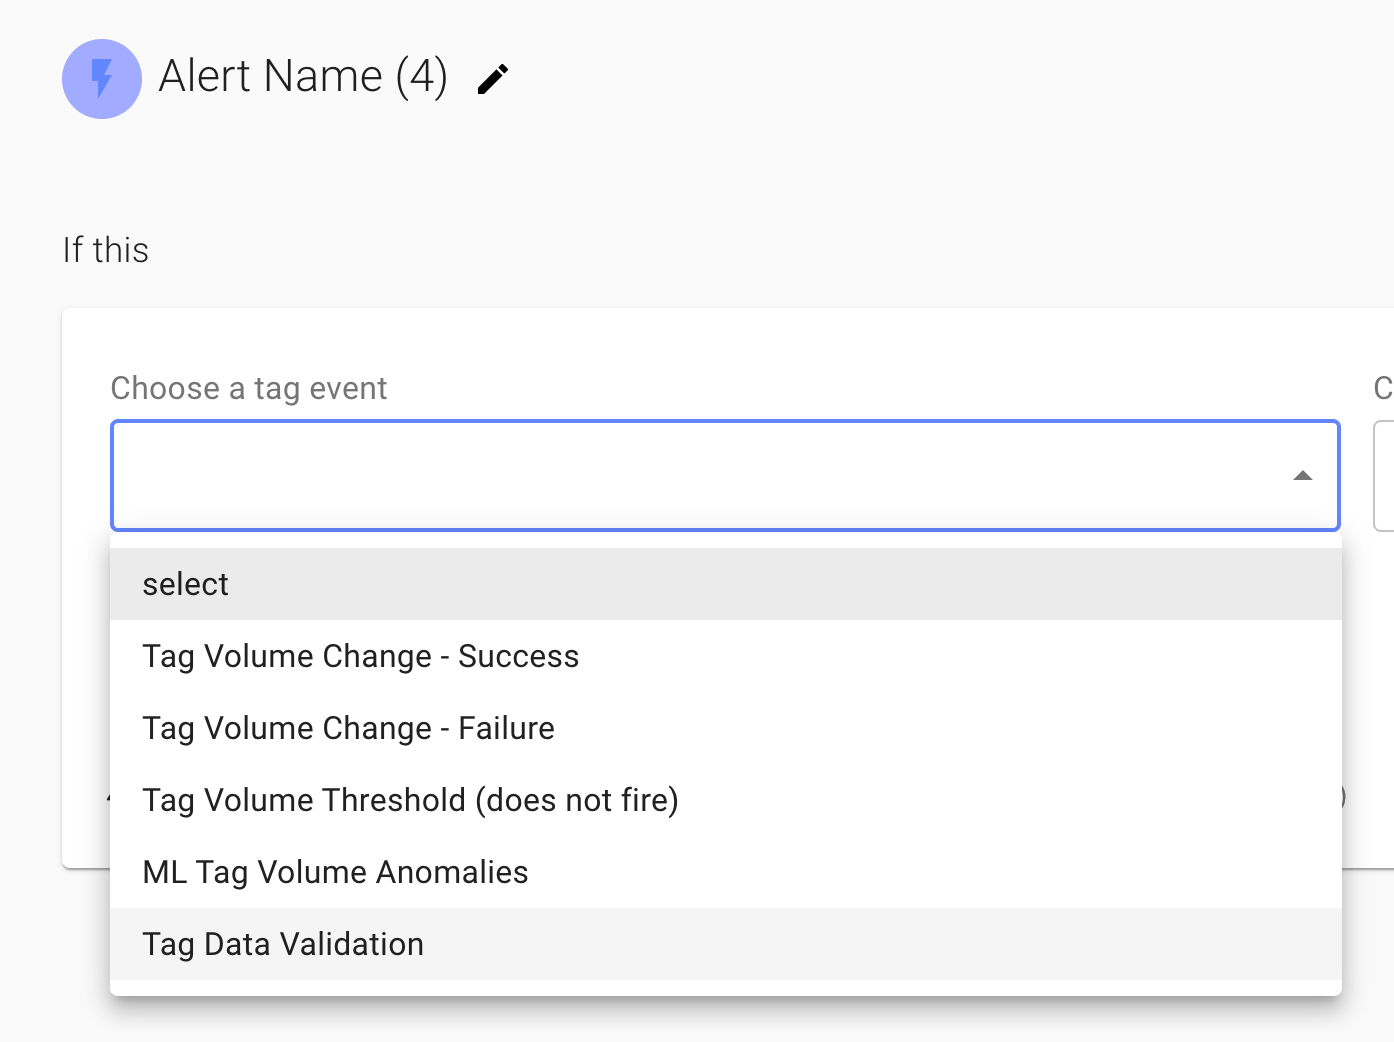 Alert Name (4)
If this
Choose a tag event
select
Tag Volume Change - Success
Tag Volume Change - Failure
Tag Volume Threshold (does not fire)
ML Tag Volume Anomalies
Tag Data Validation